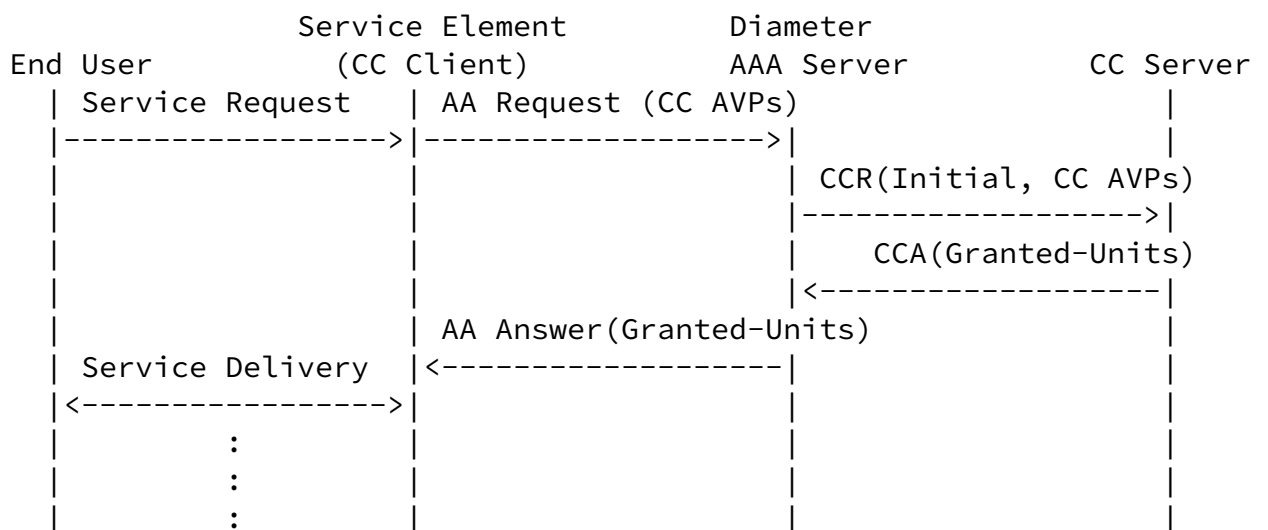 Service Element Diameter
End User (CC Client) AAA Server CC Server
Service Request AA Request (CC AVPs)
CCR(Initial, CC AVPs)
CCA(Granted-Units)
AA Answer(Granted-Units)
Service Delivery
:
:
: